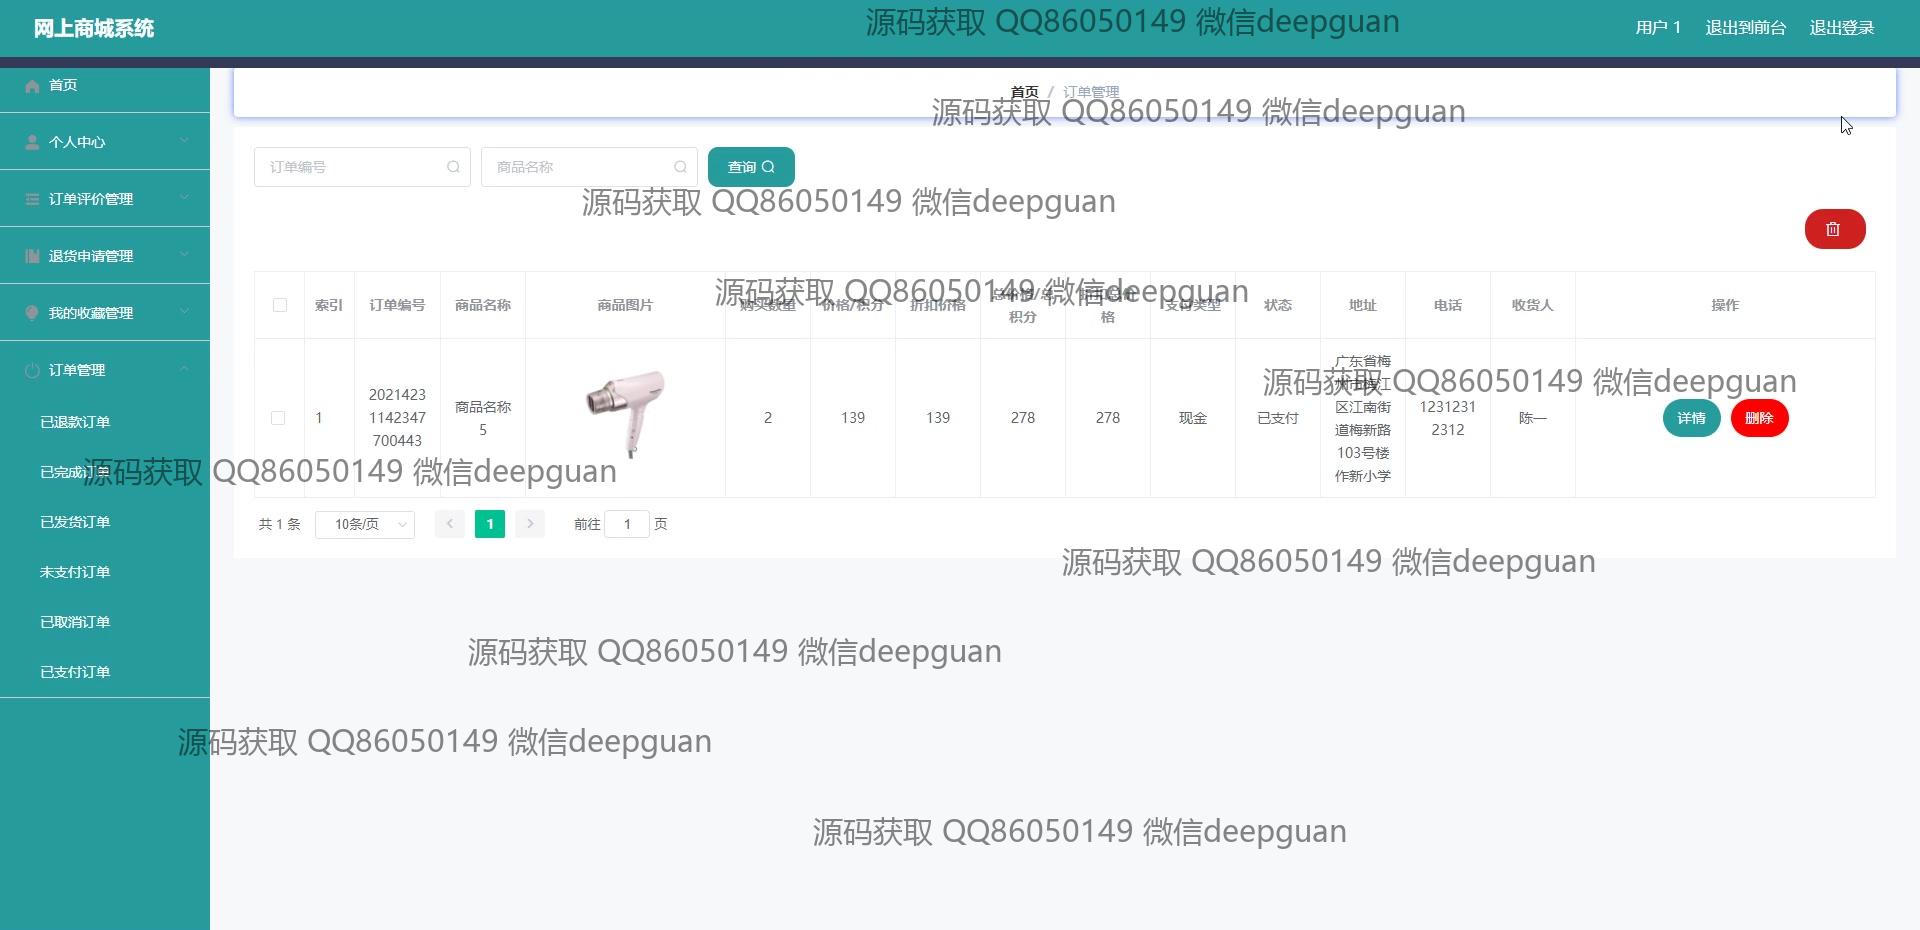 网上商城系统
源码获取 QQ86050149 微信deepguan
用户 1 退出到前台 退出登录
首页
首页 / 订单管理
源码获取 QQ86050149 微信deepguan
个人中心
订单编号 商品名称 查询
订单评价管理
源码获取 QQ86050149 微信deepguan
退货申请管理
源码获取 QQ86050149 微信deepguan
索引 订单编号 商品名称 商品图片 购买数量 价格/积分 折扣价格 总价格/总积分 折扣总价格 支付类型 状态 地址 电话 收货人 操作
我的收藏管理
订单管理
源码获取 QQ86050149 微信deepguan
1
2021423
1142347
700443
商品名称
5
2 139 139 278 278 现金 已支付
广东省梅
州市梅江
区江南街
道梅新路
103号楼
作新小学
1231231
2312
陈一 详情 删除
已退款订单
已完成订单
源码获取 QQ86050149 微信deepguan
已发货订单
共 1 条 10条/页 1 前往 1 页
源码获取 QQ86050149 微信deepguan
未支付订单
已取消订单
源码获取 QQ86050149 微信deepguan
已支付订单
源码获取 QQ86050149 微信deepguan
源码获取 QQ86050149 微信deepguan